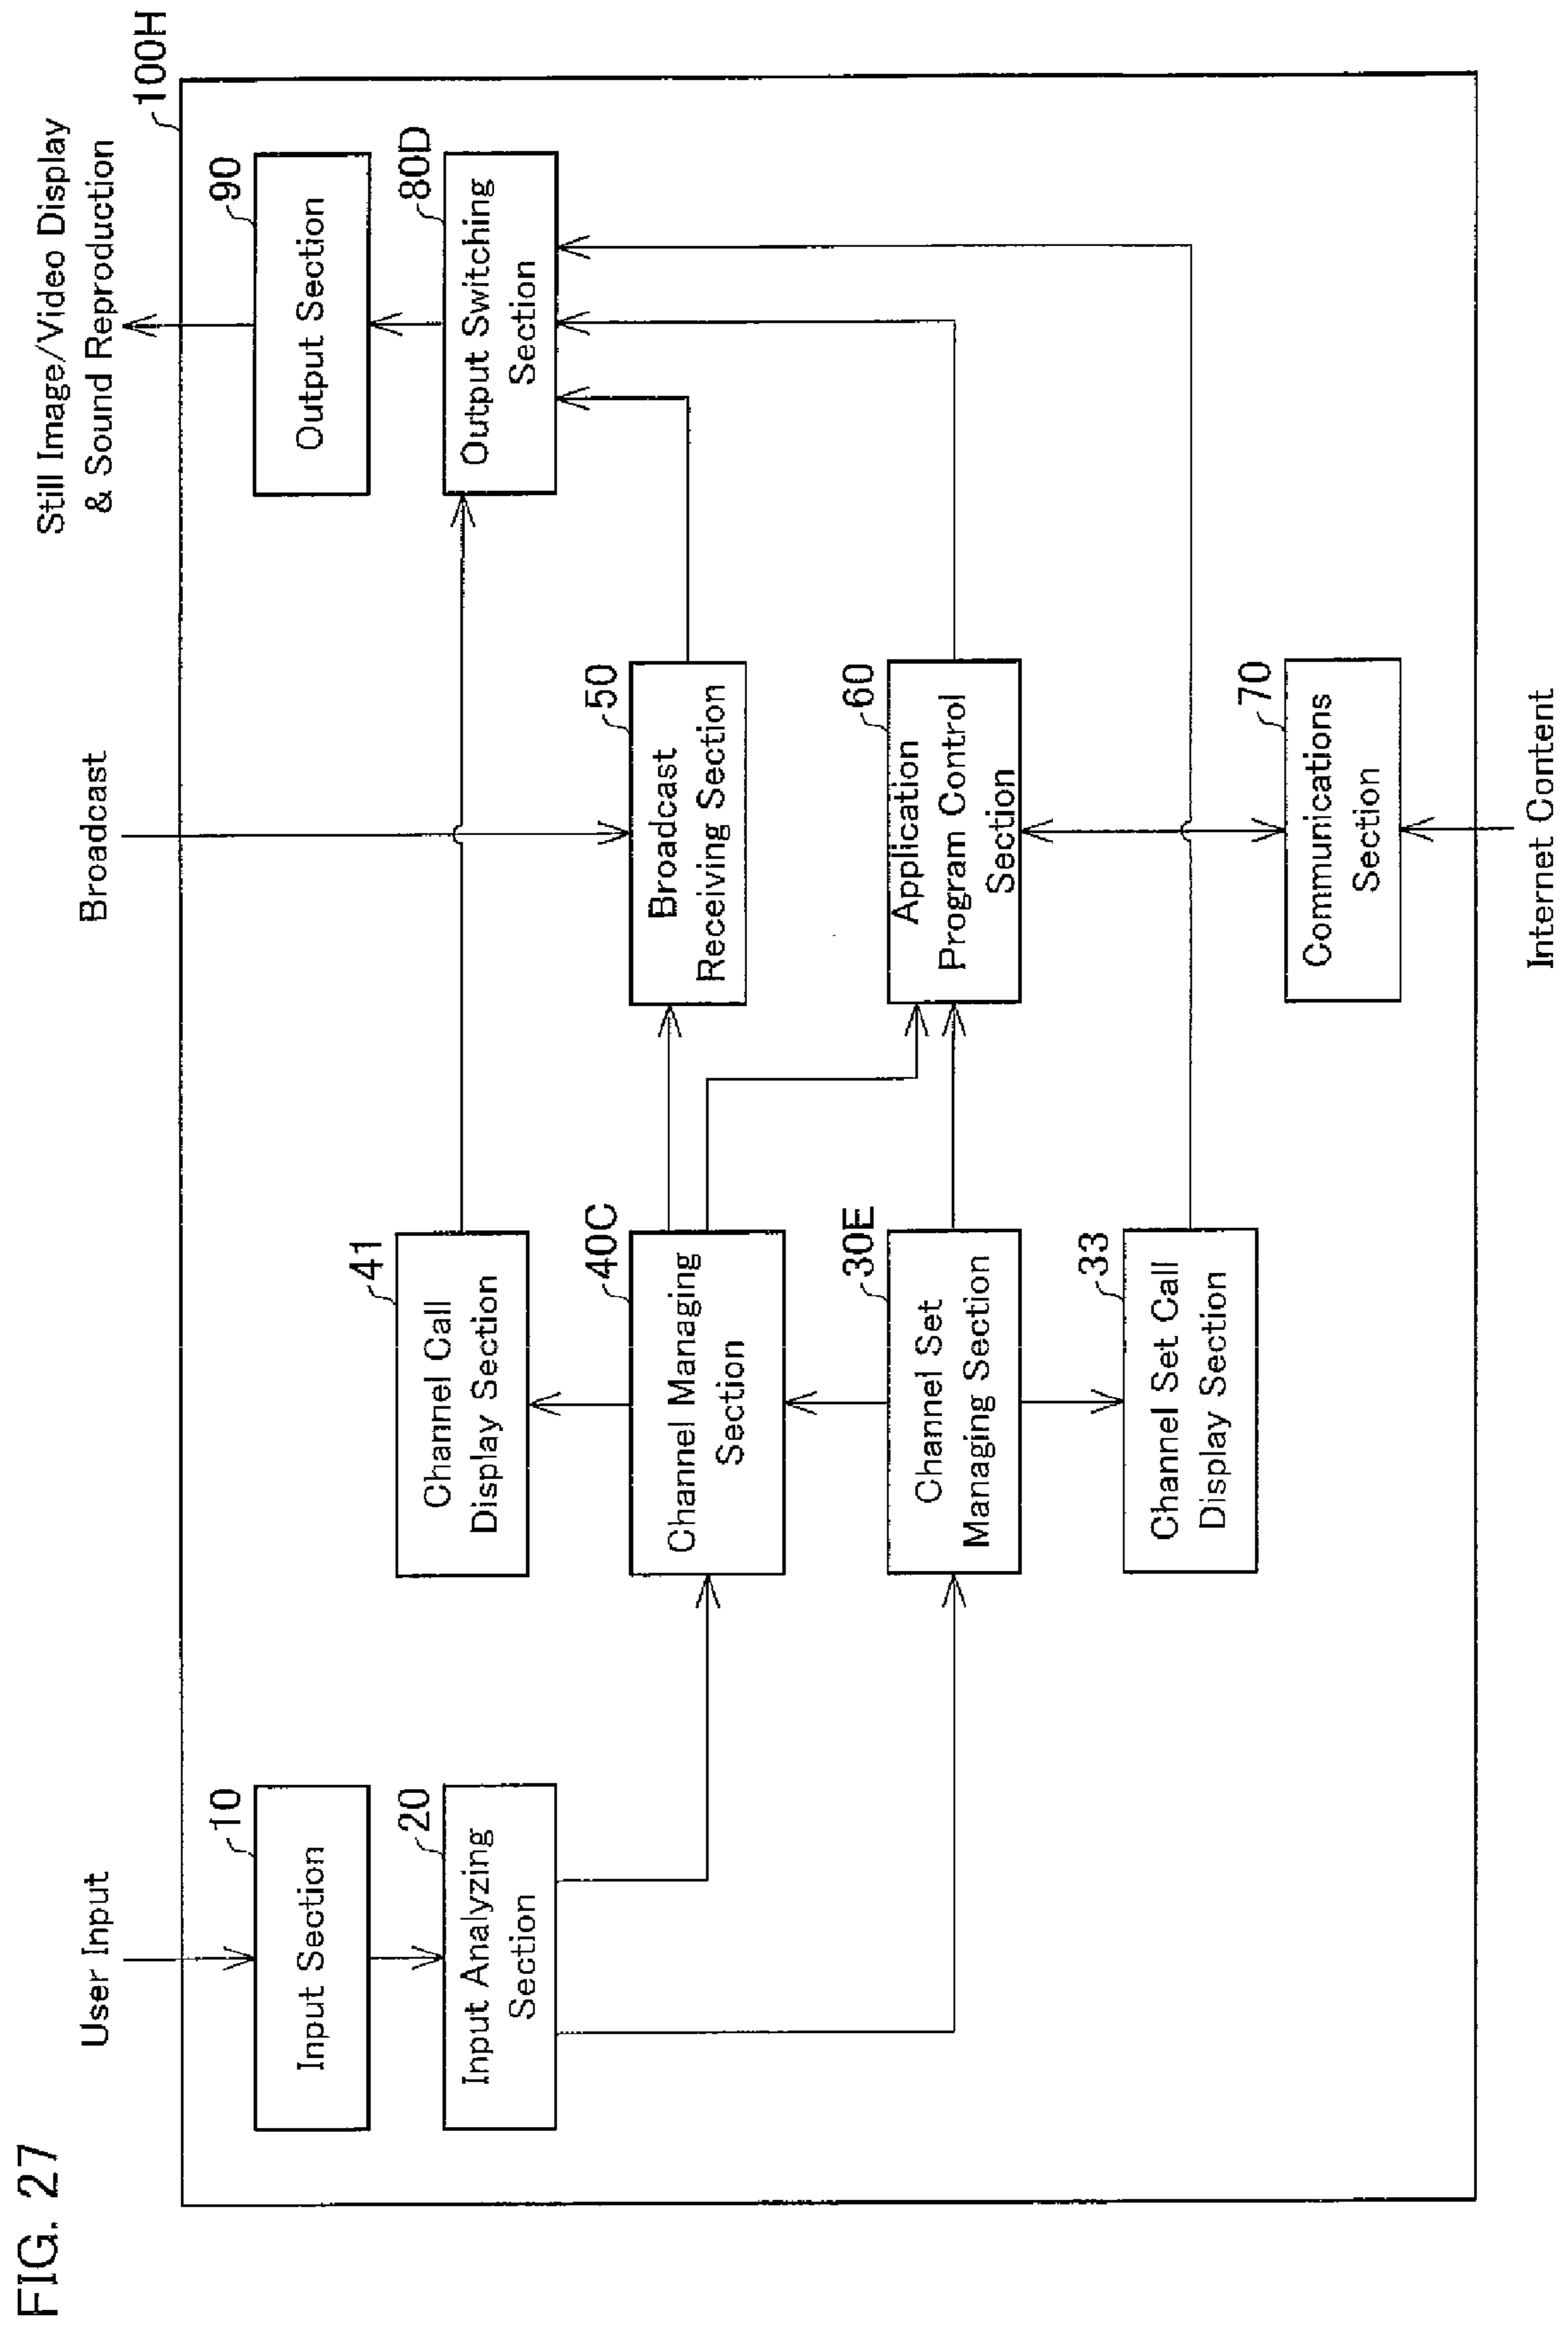 FIG. 27
User Input
Broadcast
Still Image/Video Display
& Sound Reproduction
100H
10
Input Section
20
Input Analyzing
Section
41
Channel Call
Display Section
40C
Channel Managing
Section
30E
Channel Set
Managing Section
33
Channel Set Call
Display Section
50
Broadcast
Receiving Section
60
Application
Program Control
Section
70
Communications
Section
90
Output Section
80D
Output Switching
Section
Internet Content